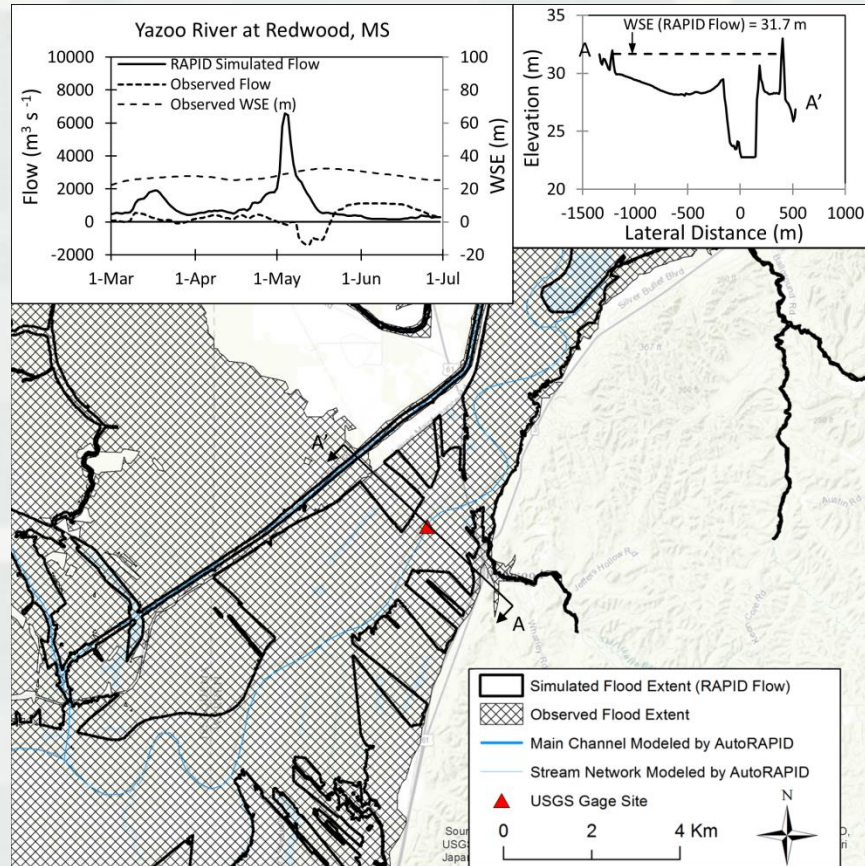 Yazoo River at Redwood, MS
RAPID Simulated Flow
Observed Flow
Observed WSE (m)
Flow (m³ s⁻¹)
10000
8000
6000
4000
2000
0
-2000
100
80
60
40
20
0
-20
WSE (m)
1-Mar 1-Apr 1-May 1-Jun 1-Jul
WSE (RAPID Flow) = 31.7 m
A
A'
Elevation (m)
35
30
25
20
-1500 -1000 -500 0 500 1000
Lateral Distance (m)
Silver Bullet Blvd
61
A'
Austin Rd
A
Simulated Flood Extent (RAPID Flow)
Observed Flood Extent
Main Channel Modeled by AutoRAPID
Stream Network Modeled by AutoRAPID
USGS Gage Site
N
0 2 4 Km